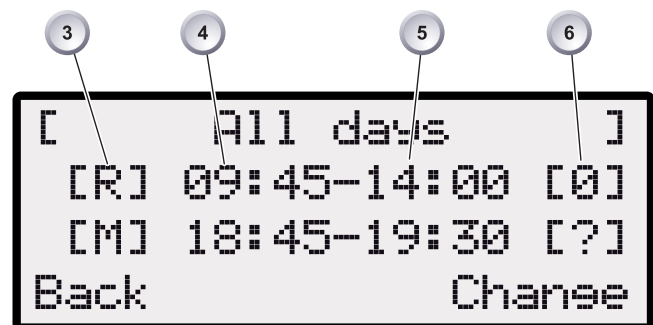 3 4 5 6
[ All days ]
[R] 09:45-14:00 [0]
[M] 18:45-19:30 [?]
Back Change